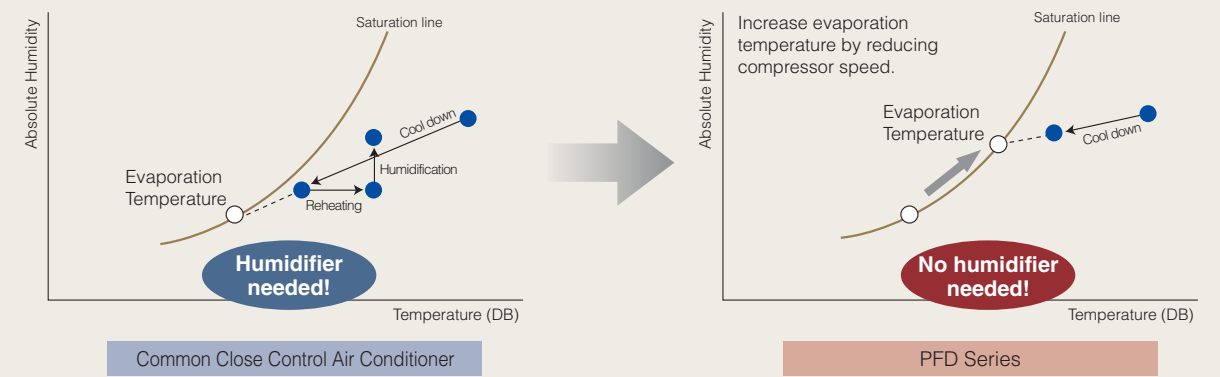 Absolute Humidity
Saturation line
Cool down
Humidification
Evaporation
Temperature
Reheating
Humidifier
needed!
Temperature (DB)
Common Close Control Air Conditioner
Absolute Humidity
Increase evaporation
temperature by reducing
compressor speed.
Saturation line
Evaporation
Temperature
Cool down
No humidifier
needed!
Temperature (DB)
PFD Series